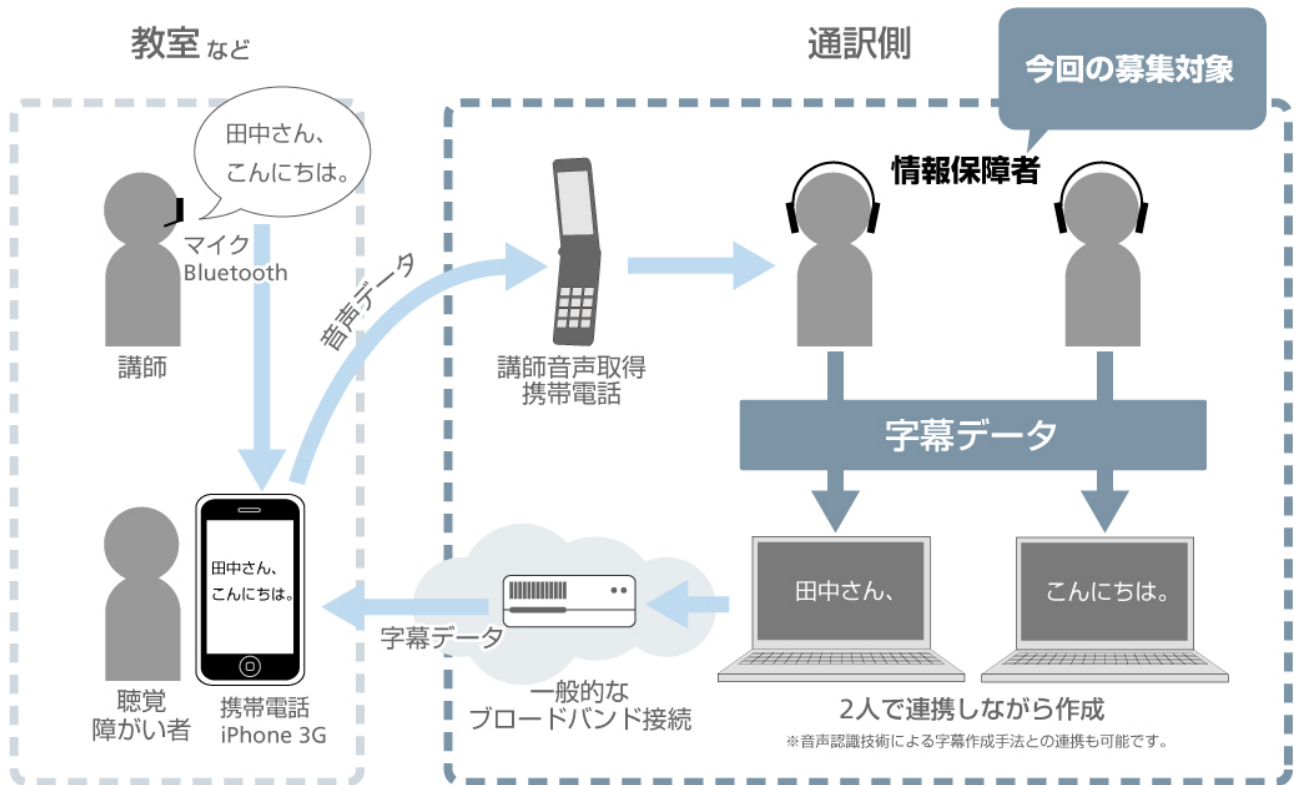 教室 など
通訳側
今回の募集対象
田中さん、
こんにちは。
マイク
Bluetooth
講師
音声データ
講師音声取得
携帯電話
情報保障者
字幕データ
田中さん、
こんにちは。
聴覚
障がい者
携帯電話
iPhone 3G
字幕データ
一般的な
ブロードバンド接続
田中さん、
こんにちは。
2人で連携しながら作成
※音声認識技術による字幕作成手法との連携も可能です。